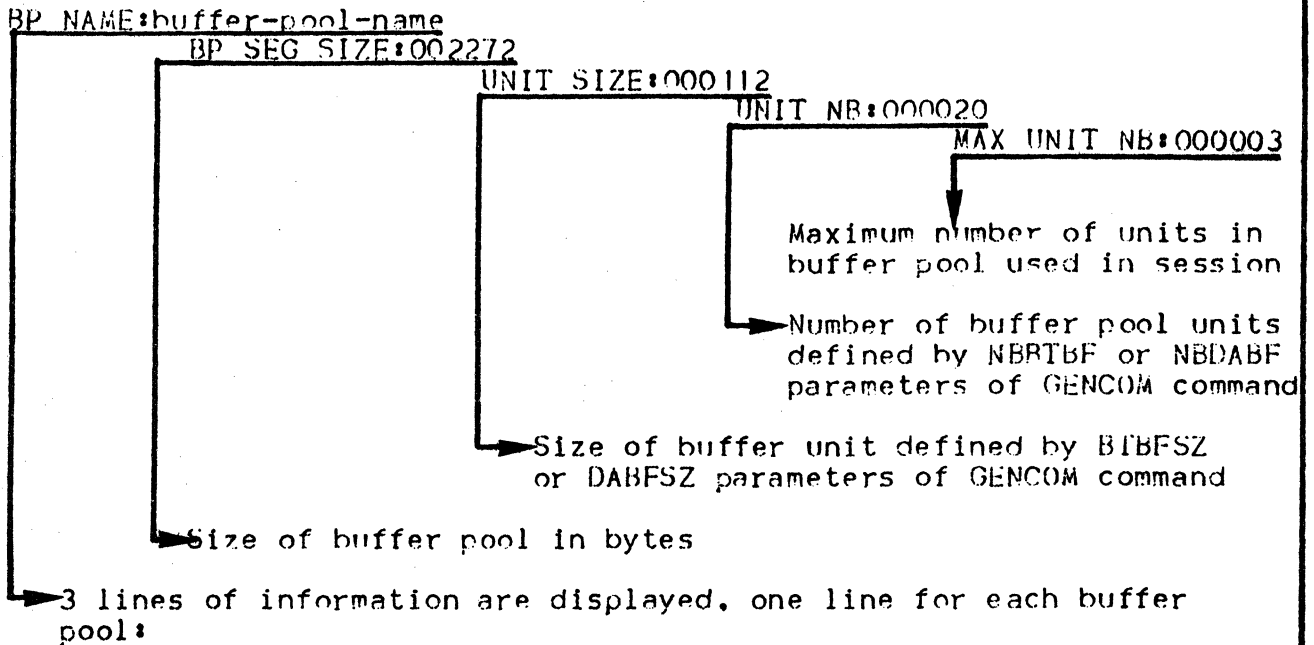 BP NAME:buffer-pool-name
BP SEG SIZE:002272
UNIT SIZE:000112
UNIT NB:000020
MAX UNIT NB:000003
Maximum number of units in
buffer pool used in session
Number of buffer pool units
defined by NBBTBF or NBDABF
parameters of GENCOM command
Size of buffer unit defined by BTBFSZ
or DABFSZ parameters of GENCOM command
Size of buffer pool in bytes
3 lines of information are displayed, one line for each buffer
pool: